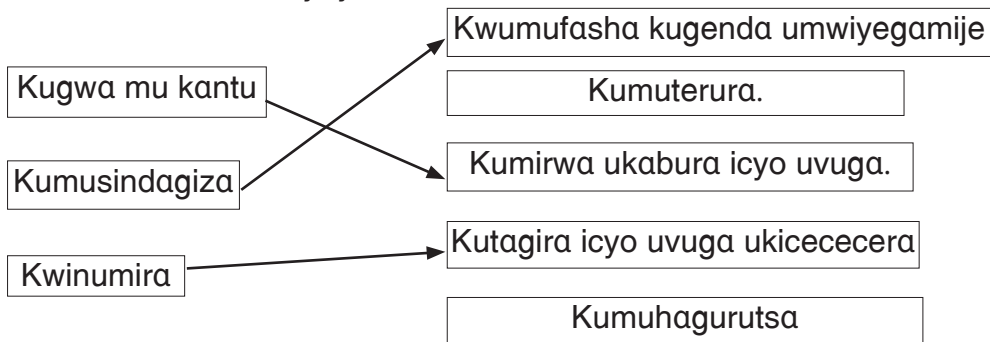 Kwumufasha kugenda umwiyegamije
Kugwa mu kantu
Kumuterura.
Kumusindagiza
Kumirwa ukabura icyo uvuga.
Kwinumira
Kutagira icyo uvuga ukicececera
Kumuhagurutsa